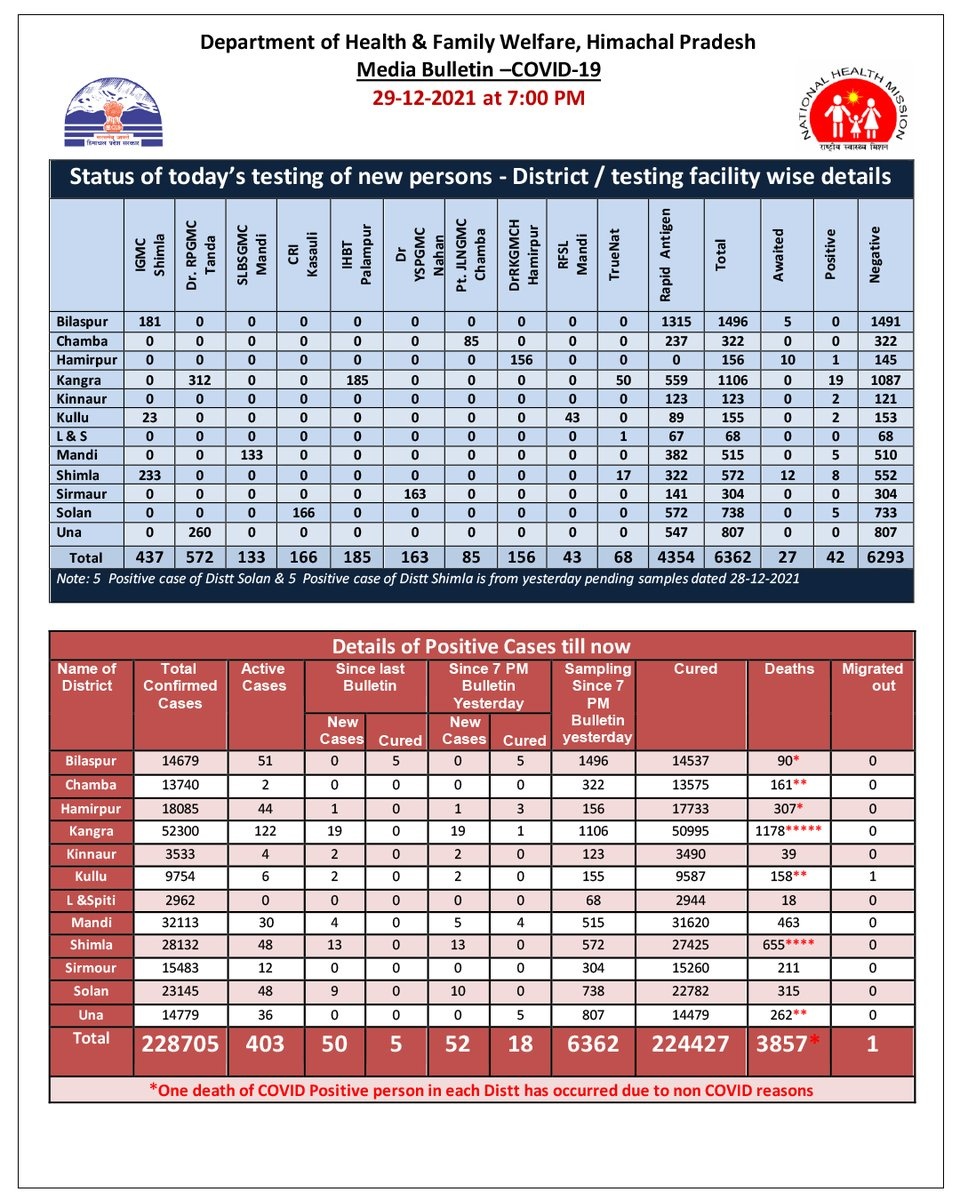 Department of Health & Family Welfare, Himachal Pradesh
Media Bulletin –COVID-19
29-12-2021 at 7:00 PM
हिमाचल प्रदेश सरकार
NATIONAL HEALTH MISSION
राष्ट्रीय स्वास्थ्य मिशन
Status of today’s testing of new persons - District / testing facility wise details
IGMC Shimla Dr. RPGMC Tanda SLBSGMC Mandi CRI Kasauli IHBT Palampur Dr YSPGMC Nahan Pt. JLNGMC Chamba DrRKGMCH Hamirpur RFSL Mandi TrueNat Rapid Antigen Total Awaited Positive Negative
Bilaspur 181 0 0 0 0 0 0 0 0 0 1315 1496 5 0 1491
Chamba 0 0 0 0 0 0 85 0 0 0 237 322 0 0 322
Hamirpur 0 0 0 0 0 0 0 156 0 0 0 156 10 1 145
Kangra 0 312 0 0 185 0 0 0 0 50 559 1106 0 19 1087
Kinnaur 0 0 0 0 0 0 0 0 0 0 123 123 0 2 121
Kullu 23 0 0 0 0 0 0 0 43 0 89 155 0 2 153
L & S 0 0 0 0 0 0 0 0 0 1 67 68 0 0 68
Mandi 0 0 133 0 0 0 0 0 0 0 382 515 0 5 510
Shimla 233 0 0 0 0 0 0 0 0 17 322 572 12 8 552
Sirmaur 0 0 0 0 0 163 0 0 0 0 141 304 0 0 304
Solan 0 0 0 166 0 0 0 0 0 0 572 738 0 5 733
Una 0 260 0 0 0 0 0 0 0 0 547 807 0 0 807
Total 437 572 133 166 185 163 85 156 43 68 4354 6362 27 42 6293
Note: 5 Positive case of Distt Solan & 5 Positive case of Distt Shimla is from yesterday pending samples dated 28-12-2021
Details of Positive Cases till now
Name of District Total Confirmed Cases Active Cases Since last Bulletin Since 7 PM Bulletin Yesterday Sampling Since 7 PM Bulletin yesterday Cured Deaths Migrated out
New Cases Cured New Cases Cured
Bilaspur 14679 51 0 5 0 5 1496 14537 90* 0
Chamba 13740 2 0 0 0 0 322 13575 161** 0
Hamirpur 18085 44 1 0 1 3 156 17733 307* 0
Kangra 52300 122 19 0 19 1 1106 50995 1178***** 0
Kinnaur 3533 4 2 0 2 0 123 3490 39 0
Kullu 9754 6 2 0 2 0 155 9587 158** 1
L &Spiti 2962 0 0 0 0 0 68 2944 18 0
Mandi 32113 30 4 0 5 4 515 31620 463 0
Shimla 28132 48 13 0 13 0 572 27425 655**** 0
Sirmour 15483 12 0 0 0 0 304 15260 211 0
Solan 23145 48 9 0 10 0 738 22782 315 0
Una 14779 36 0 0 0 5 807 14479 262** 0
Total 228705 403 50 5 52 18 6362 224427 3857* 1
*One death of COVID Positive person in each Distt has occurred due to non COVID reasons